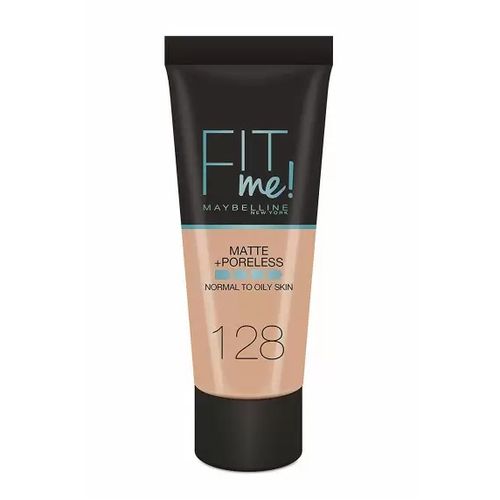 FIT
me!
MAYBELLINE
NEW YORK
MATTE
+PORELESS
NORMAL TO OILY SKIN
128